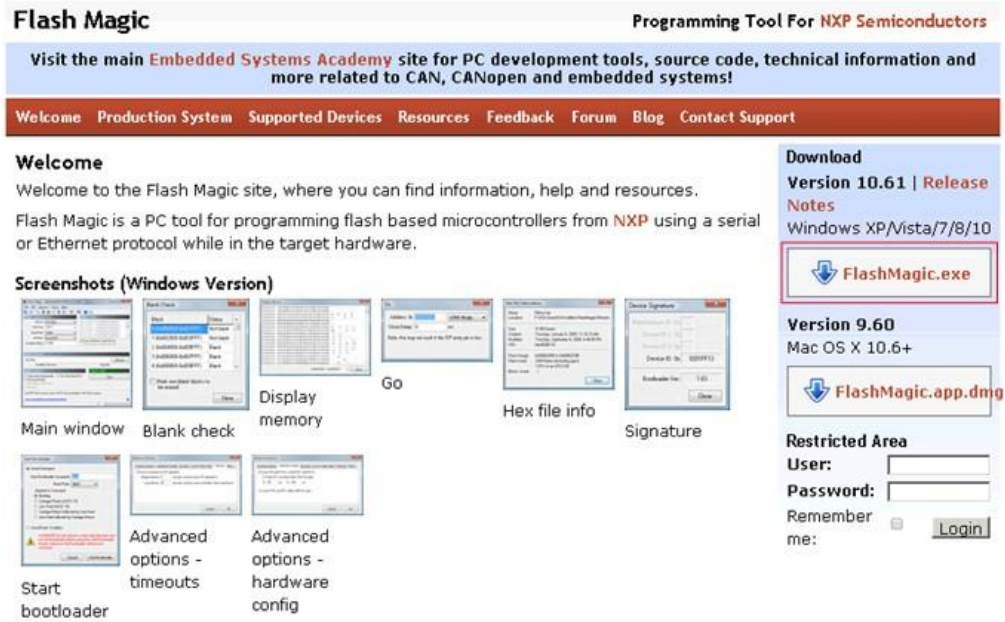 Flash Magic
Programming Tool For NXP Semiconductors
Visit the main Embedded Systems Academy site for PC development tools, source code, technical information and
more related to CAN, CANopen and embedded systems!
Welcome Production System Supported Devices Resources Feedback Forum Blog Contact Support
Welcome
Welcome to the Flash Magic site, where you can find information, help and resources.
Flash Magic is a PC tool for programming flash based microcontrollers from NXP using a serial
or Ethernet protocol while in the target hardware.
Screenshots (Windows Version)
Main window
Blank check
Display
memory
Go
Hex file info
Signature
Start
bootloader
Advanced
options -
timeouts
Advanced
options -
hardware
config
Download
Version 10.61 | Release
Notes
Windows XP/Vista/7/8/10
FlashMagic.exe
Version 9.60
Mac OS X 10.6+
FlashMagic.app.dmg
Restricted Area
User:
Password:
Remember
me:
Login